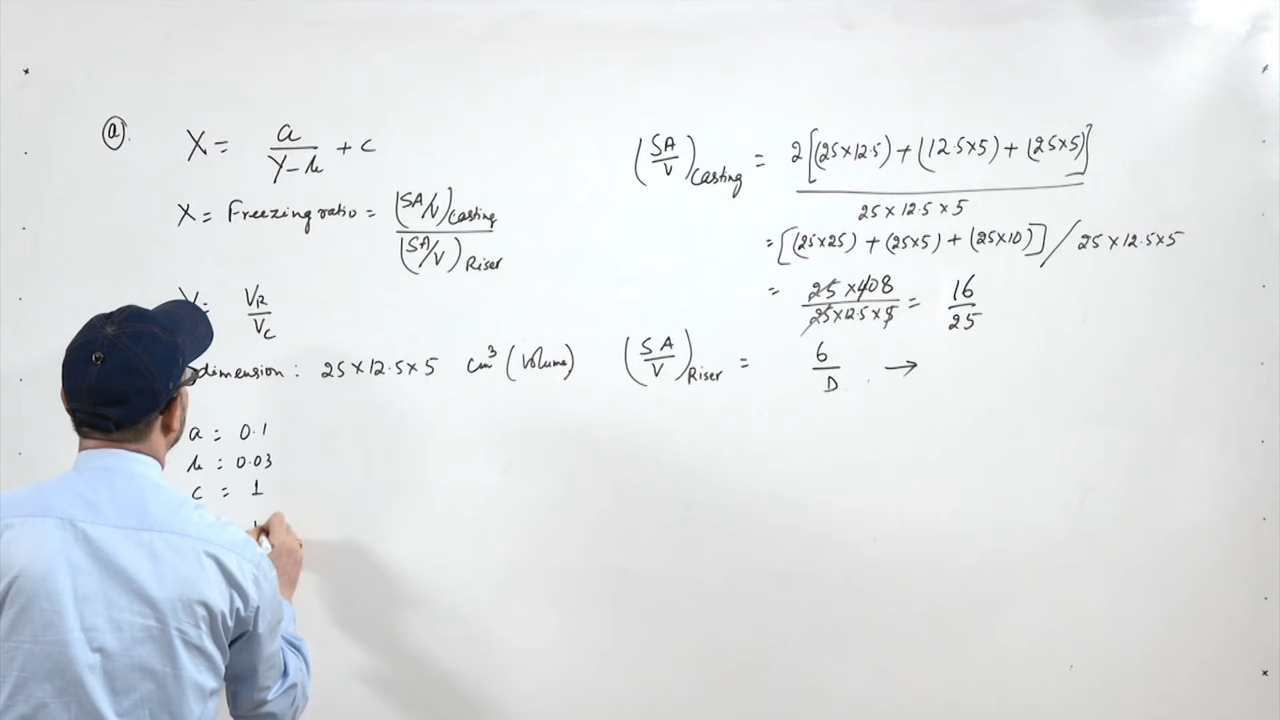 (a).
X = a / (Y - b) + c
X = Freezing ratio = (SA/V)Casting / (SA/V)Riser
VR / VC
dimension : 25×12.5×5 cm³ (Volume)
a = 0.1
b = 0.03
c = 1
(SA/V)Casting = 2[(25×12.5)+(12.5×5)+(25×5)] / 25×12.5×5
= [(25×25)+(25×5)+(25×10)] / 25×12.5×5
= 25×408 / 25×12.5×5 = 16/25
(SA/V)Riser = 6/D →